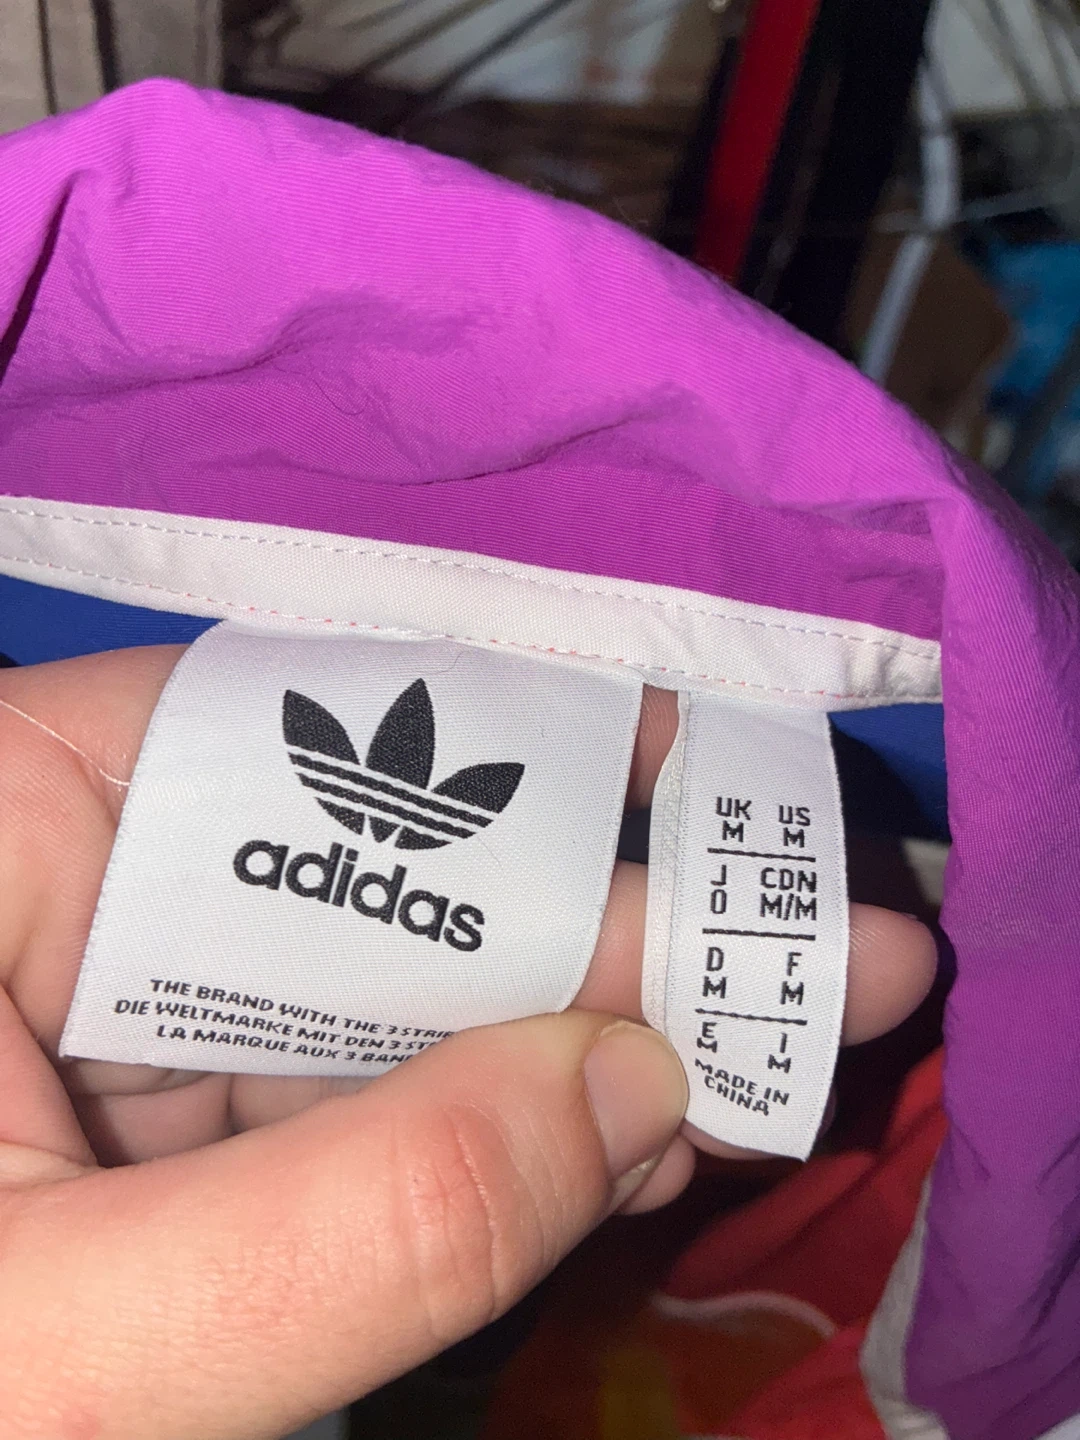 adidas
THE BRAND WITH THE 3
DIE WELTMARKE MIT DEN 3
LA MARQUE AUX 3
UK US
M M
J CDN
O M/M
D F
M M
E I
M M
MADE IN
CHINA